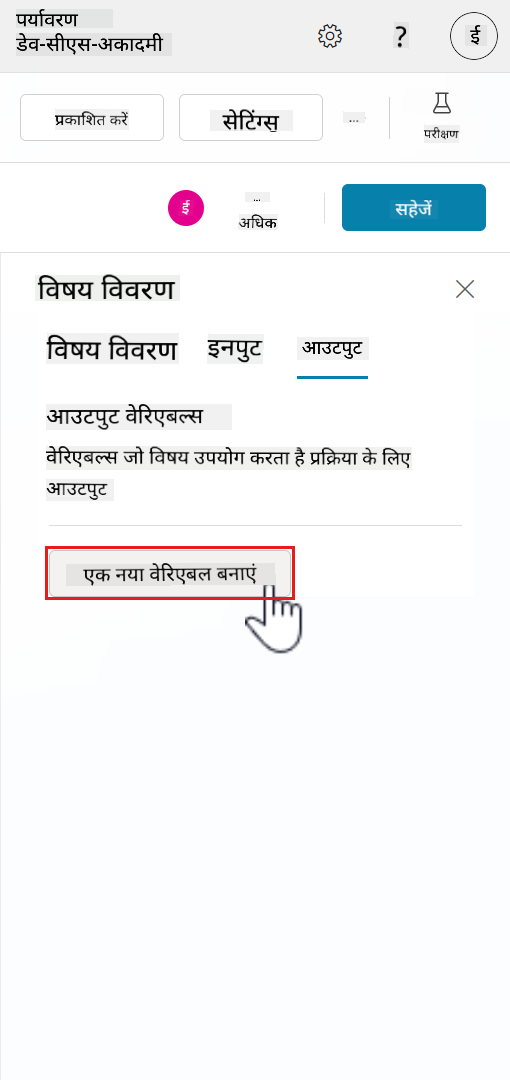 पर्यावरण
डेव-सीएस-अकादमी
?
ई
प्रकाशित करें
सेटिंग्स
...
परीक्षण
ई
...
अधिक
सहेजें
विषय विवरण
विषय विवरण इनपुट आउटपुट
आउटपुट वेरिएबल्स
वेरिएबल्स जो विषय उपयोग करता है प्रक्रिया के लिए
आउटपुट
एक नया वेरिएबल बनाएं